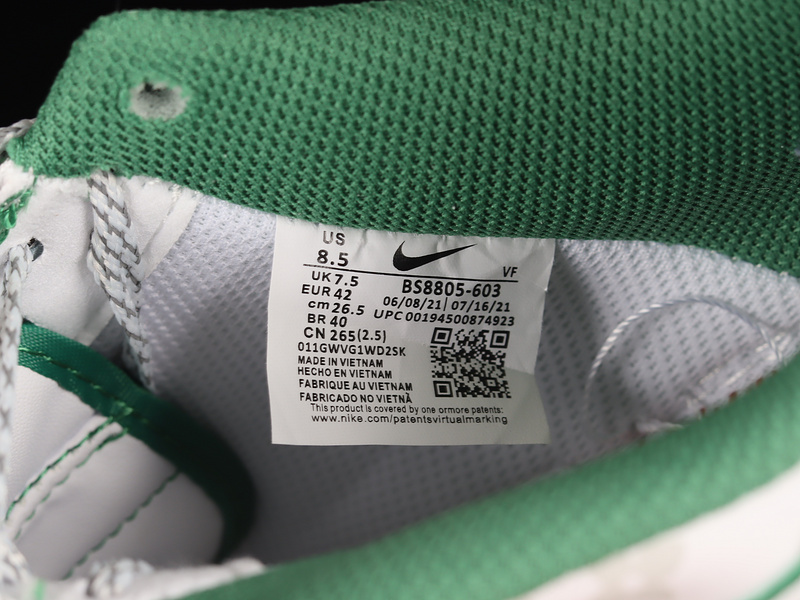 US
8.5
VF
UK 7.5
EUR 42
cm 26.5
BR 40
CN 265(2.5)
BS8805-603
06/08/21| 07/16/21
UPC 00194500874923
011GWVG1WD2SK
MADE IN VIETNAM
HECHO EN VIETNAM
FABRIQUE AU VIETNAM
FABRICADO NO VIETNÃ
This product is covered by one ormore patents:
www.nike.com/patentsvirtualmarking